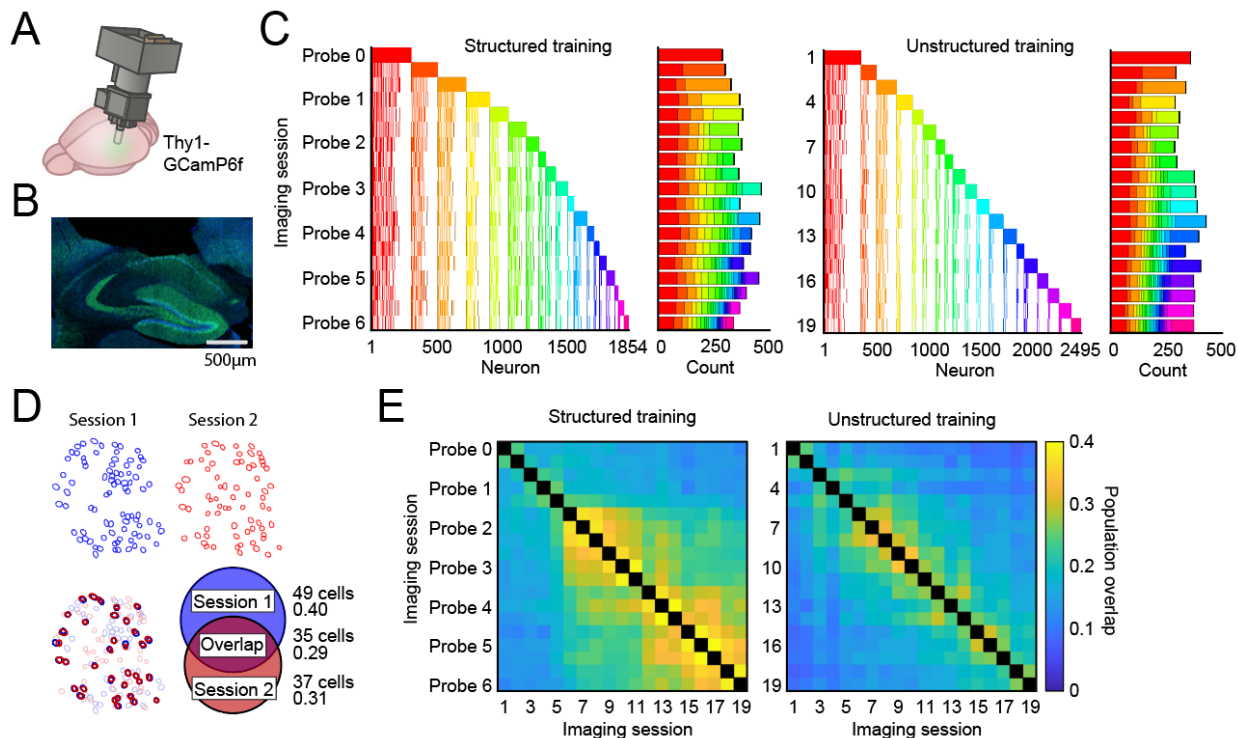 A
Thy1-
GCamP6f
B
500µm
C
Structured training
Unstructured training
Imaging session
Probe 0
Probe 1
Probe 2
Probe 3
Probe 4
Probe 5
Probe 6
1 500 1000 1500 1854
Neuron
0 250 500
Count
1
4
7
10
13
16
19
1 500 1000 1500 2000 2495
Neuron
0 250 500
Count
D
Session 1 Session 2
Session 1
49 cells
0.40
Overlap
35 cells
0.29
Session 2
37 cells
0.31
E
Structured training
Unstructured training
Imaging session
Probe 0
Probe 1
Probe 2
Probe 3
Probe 4
Probe 5
Probe 6
1 3 5 7 9 11 13 15 17 19
Imaging session
1
4
7
10
13
16
19
1 3 5 7 9 11 13 15 17 19
Imaging session
0.4
0.3
0.2
0.1
0
Population overlap